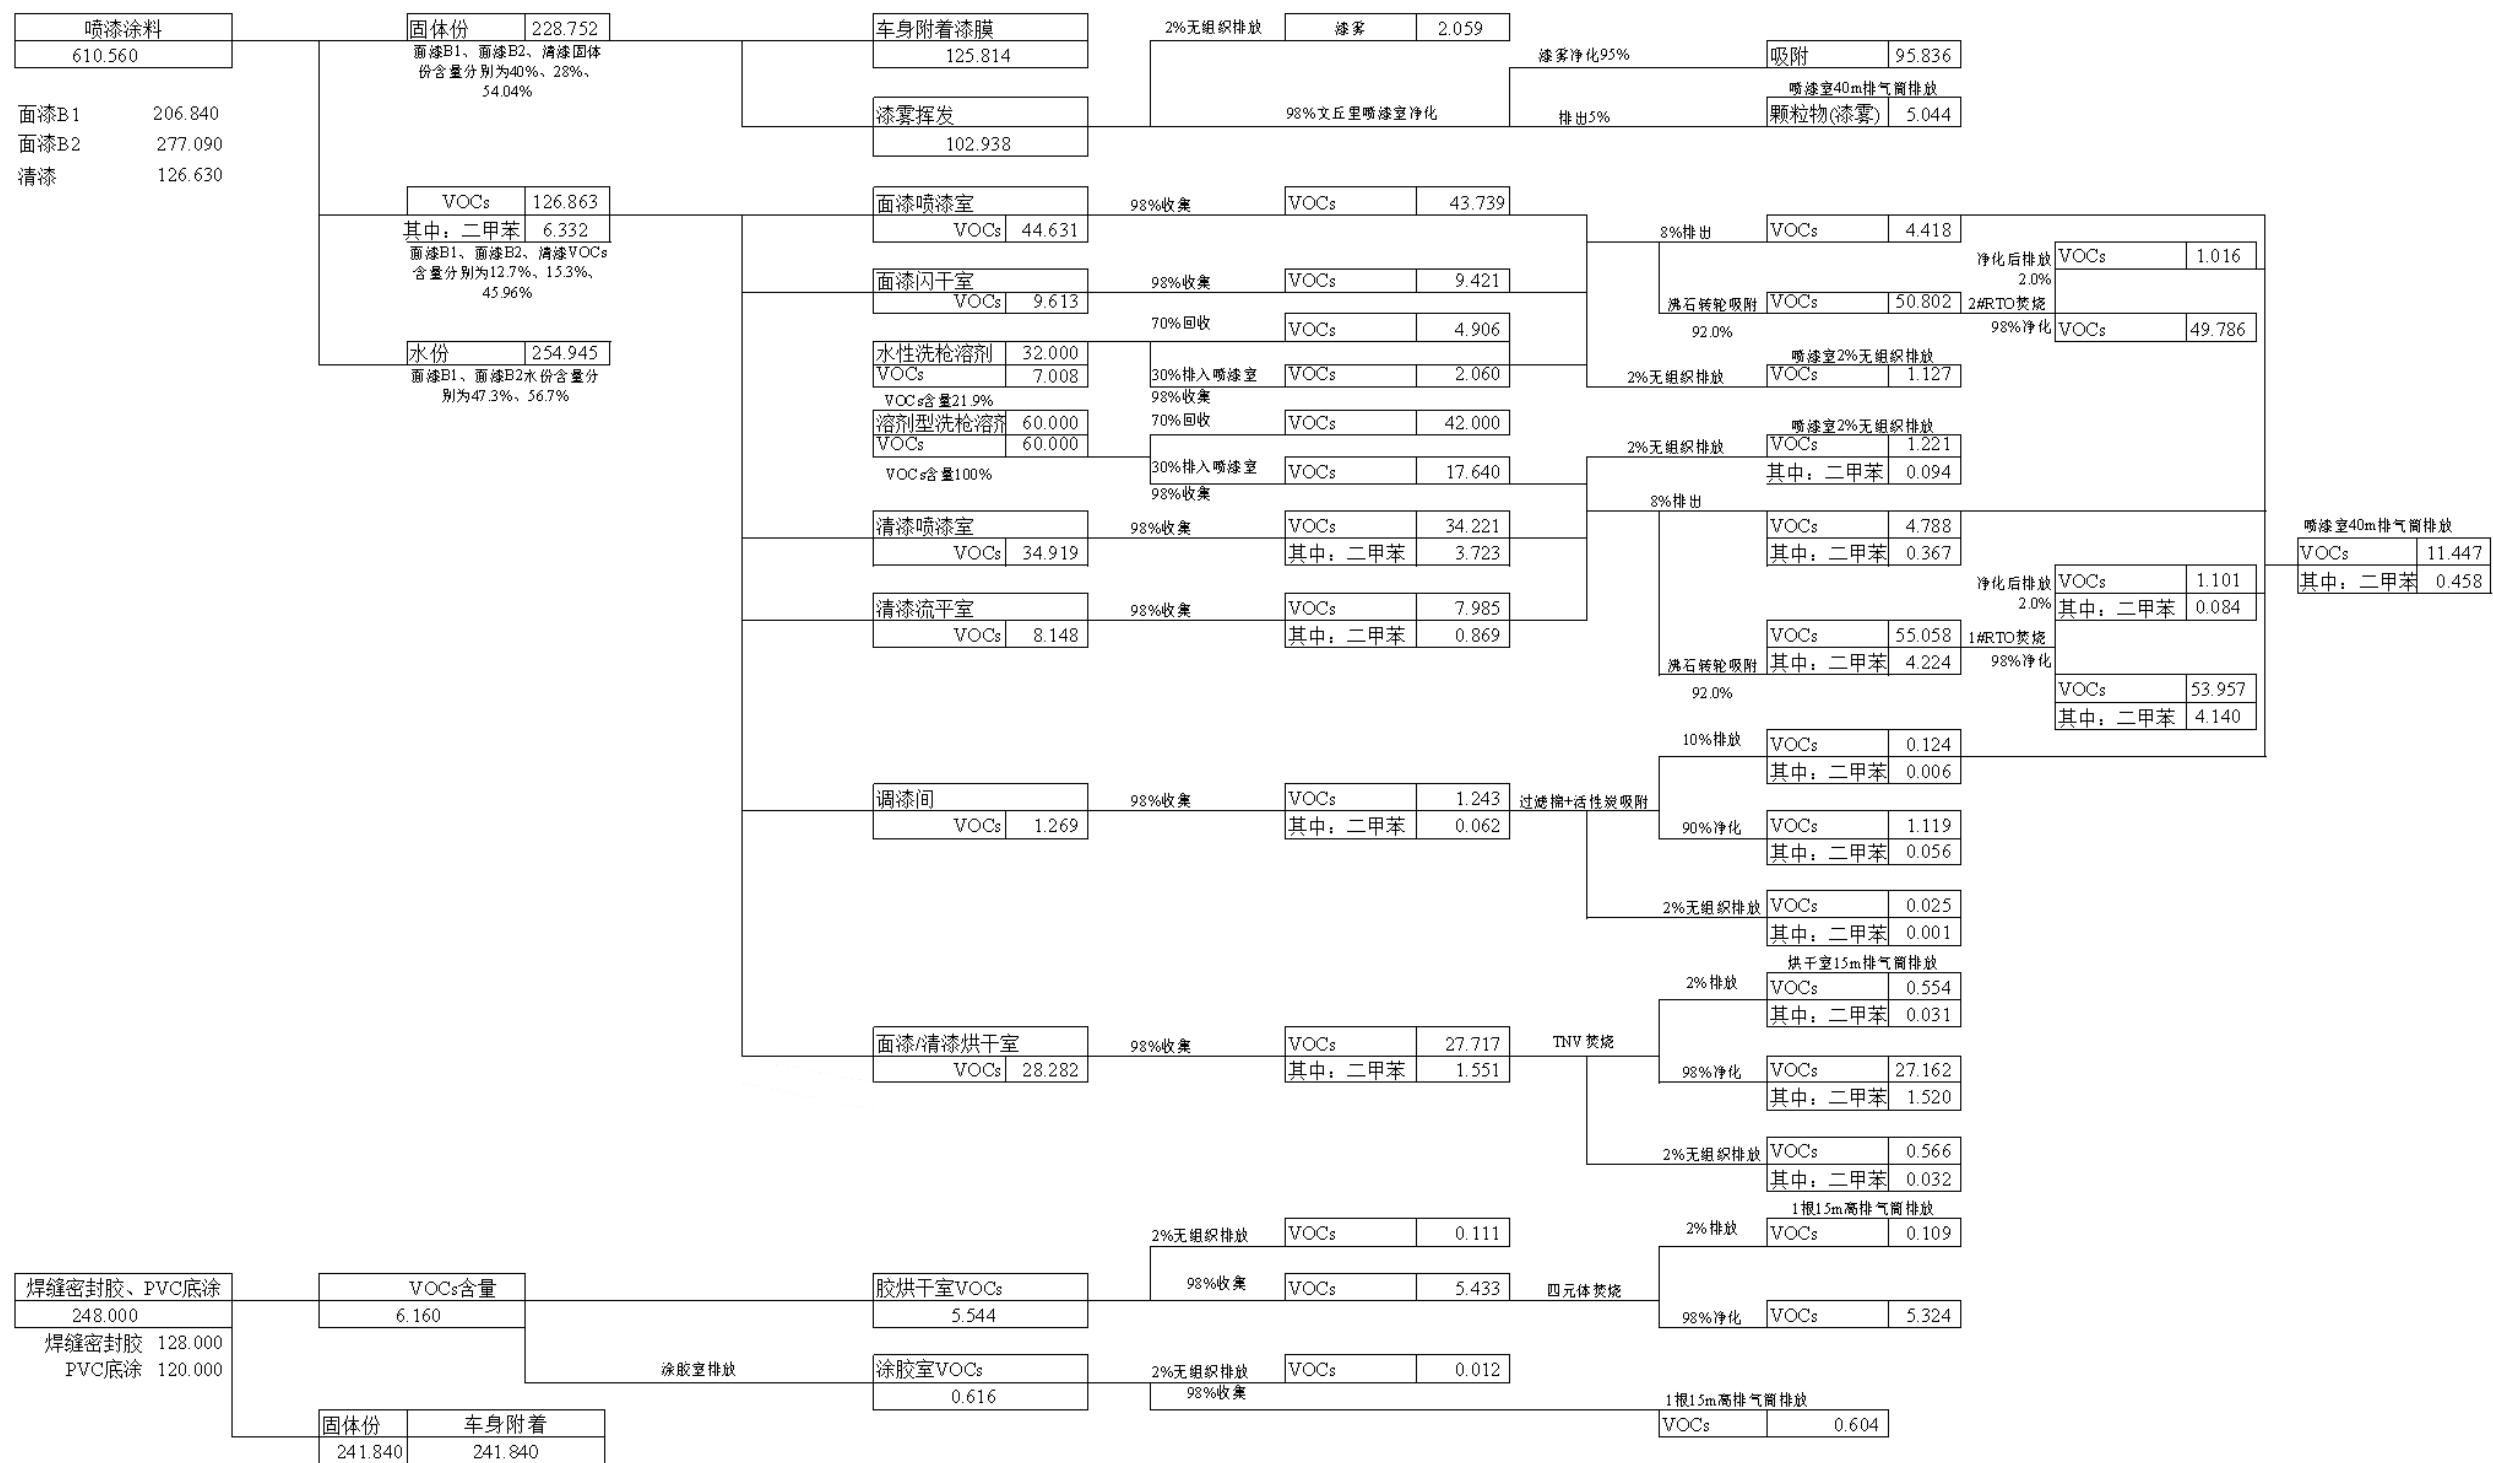 喷漆涂料
610.560
面漆B1 206.840
面漆B2 277.090
清漆 126.630
固体份 228.752
面漆B1、面漆B2、清漆固体
份含量分别为40%、28%、
54.04%
VOCs 126.863
其中：二甲苯 6.332
面漆B1、面漆B2、清漆VOCs
含量分别为12.7%、15.3%、
45.96%
水份 254.945
面漆B1、面漆B2水份含量分
别为47.3%、56.7%
车身附着漆膜
125.814
漆雾挥发
102.938
2%无组织排放
漆雾 2.059
98%文丘里喷漆室净化
漆雾净化95%
吸附 95.836
排出5%
喷漆室40m排气筒排放
颗粒物(漆雾) 5.044
面漆喷漆室
VOCs 44.631
98%收集
VOCs 43.739
面漆闪干室
VOCs 9.613
98%收集
VOCs 9.421
水性洗枪溶剂 32.000
VOCs 7.008
VOCs含量21.9%
70%回收
VOCs 4.906
30%排入喷漆室
98%收集
VOCs 2.060
溶剂型洗枪溶剂 60.000
VOCs 60.000
VOCs含量100%
70%回收
VOCs 42.000
30%排入喷漆室
98%收集
VOCs 17.640
清漆喷漆室
VOCs 34.919
98%收集
VOCs 34.221
其中：二甲苯 3.723
清漆流平室
VOCs 8.148
98%收集
VOCs 7.985
其中：二甲苯 0.869
8%排出
VOCs 4.418
沸石转轮吸附
92.0%
VOCs 50.802
2#RTO焚烧
净化后排放
2.0%
VOCs 1.016
98%净化
VOCs 49.786
喷漆室2%无组织排放
2%无组织排放
VOCs 1.127
喷漆室2%无组织排放
2%无组织排放
VOCs 1.221
其中：二甲苯 0.094
8%排出
VOCs 4.788
其中：二甲苯 0.367
沸石转轮吸附
92.0%
VOCs 55.058
其中：二甲苯 4.224
1#RTO焚烧
净化后排放
2.0%
VOCs 1.101
其中：二甲苯 0.084
98%净化
VOCs 53.957
其中：二甲苯 4.140
喷漆室40m排气筒排放
VOCs 11.447
其中：二甲苯 0.458
调漆间
VOCs 1.269
98%收集
VOCs 1.243
其中：二甲苯 0.062
过滤棉+活性炭吸附
10%排放
VOCs 0.124
其中：二甲苯 0.006
90%净化
VOCs 1.119
其中：二甲苯 0.056
2%无组织排放
VOCs 0.025
其中：二甲苯 0.001
面漆/清漆烘干室
VOCs 28.282
98%收集
VOCs 27.717
其中：二甲苯 1.551
TNV 焚烧
烘干室15m排气筒排放
2%排放
VOCs 0.554
其中：二甲苯 0.031
98%净化
VOCs 27.162
其中：二甲苯 1.520
2%无组织排放
VOCs 0.566
其中：二甲苯 0.032
焊缝密封胶、PVC底涂
248.000
焊缝密封胶 128.000
PVC底涂 120.000
VOCs含量
6.160
胶烘干室VOCs
5.544
2%无组织排放
VOCs 0.111
98%收集
VOCs 5.433
四元体焚烧
1根15m高排气筒排放
2%排放
VOCs 0.109
98%净化
VOCs 5.324
涂胶室排放
涂胶室VOCs
0.616
2%无组织排放
VOCs 0.012
98%收集
1根15m高排气筒排放
VOCs 0.604
固体份 车身附着
241.840 241.840